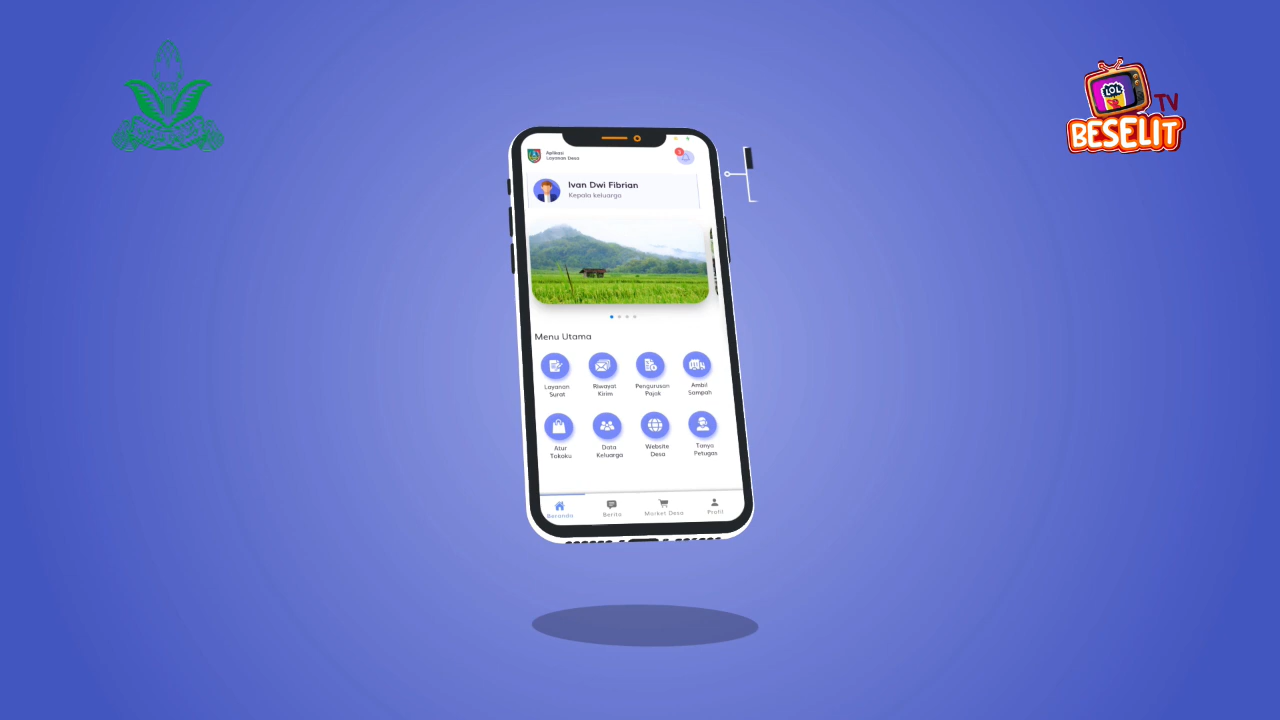 LOL
TV
BESELIT
Aplikasi
Layanan Desa
Ivan Dwi Fibrian
Kepala keluarga
Menu Utama
Layanan
Surat
Riwayat
Kirim
Pengurusan
Pajak
Ambil
Sampah
Atur
Tokoku
Data
Keluarga
Website
Desa
Tanya
Petugas
Beranda
Berita
Market Desa
Profil